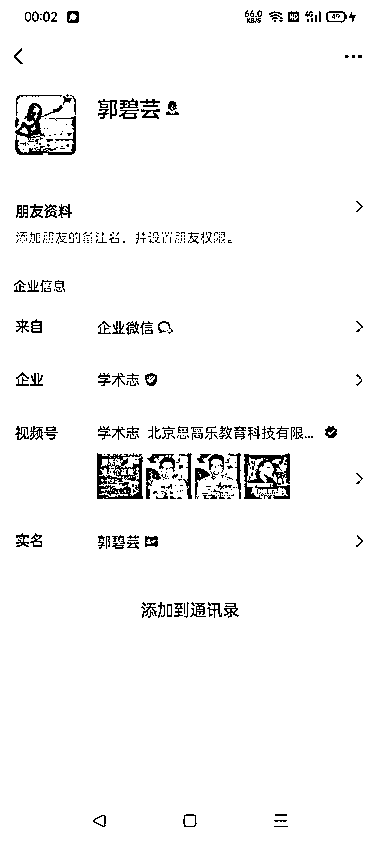 00:02 66.0 KB/S HD 4G 49
郭碧芸
朋友资料
添加朋友的备注名，并设置朋友权限。
企业信息
来自 企业微信
企业 学术志
视频号 学术志 北京思高乐教育科技有限...
实名 郭碧芸
添加到通讯录